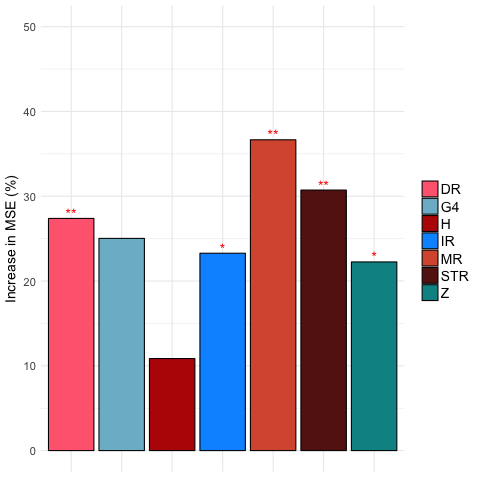 50
40
30
20
10
0
Increase in MSE (%)
**
*
**
**
*
DR
G4
H
IR
MR
STR
Z